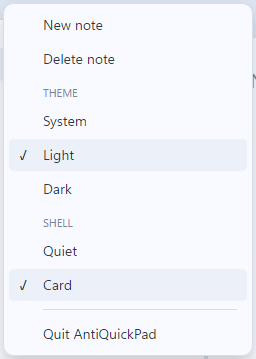 New note
Delete note
THEME
System
✓ Light
Dark
SHELL
Quiet
✓ Card
Quit AntiQuickPad